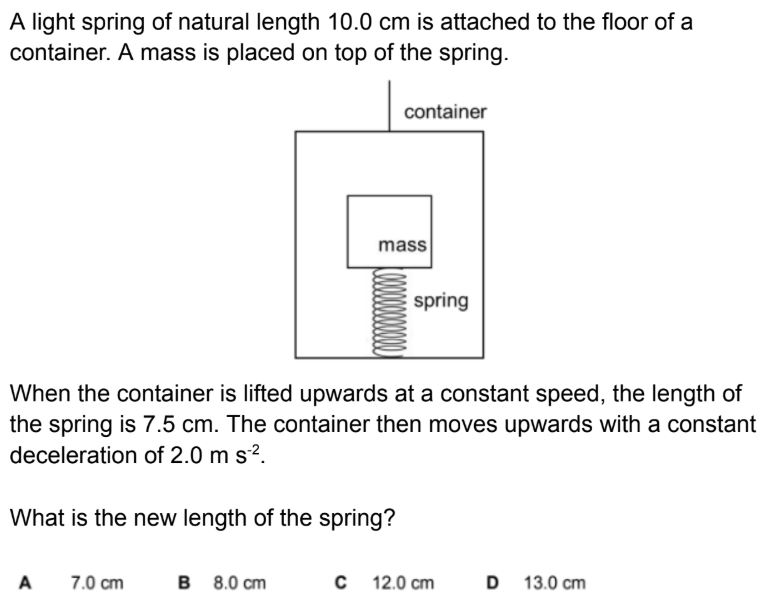 A light spring of natural length 10.0 cm is attached to the floor of a
container. A mass is placed on top of the spring.
container
mass
spring
When the container is lifted upwards at a constant speed, the length of
the spring is 7.5 cm. The container then moves upwards with a constant
deceleration of 2.0 m s⁻².
What is the new length of the spring?
A 7.0 cm B 8.0 cm C 12.0 cm D 13.0 cm